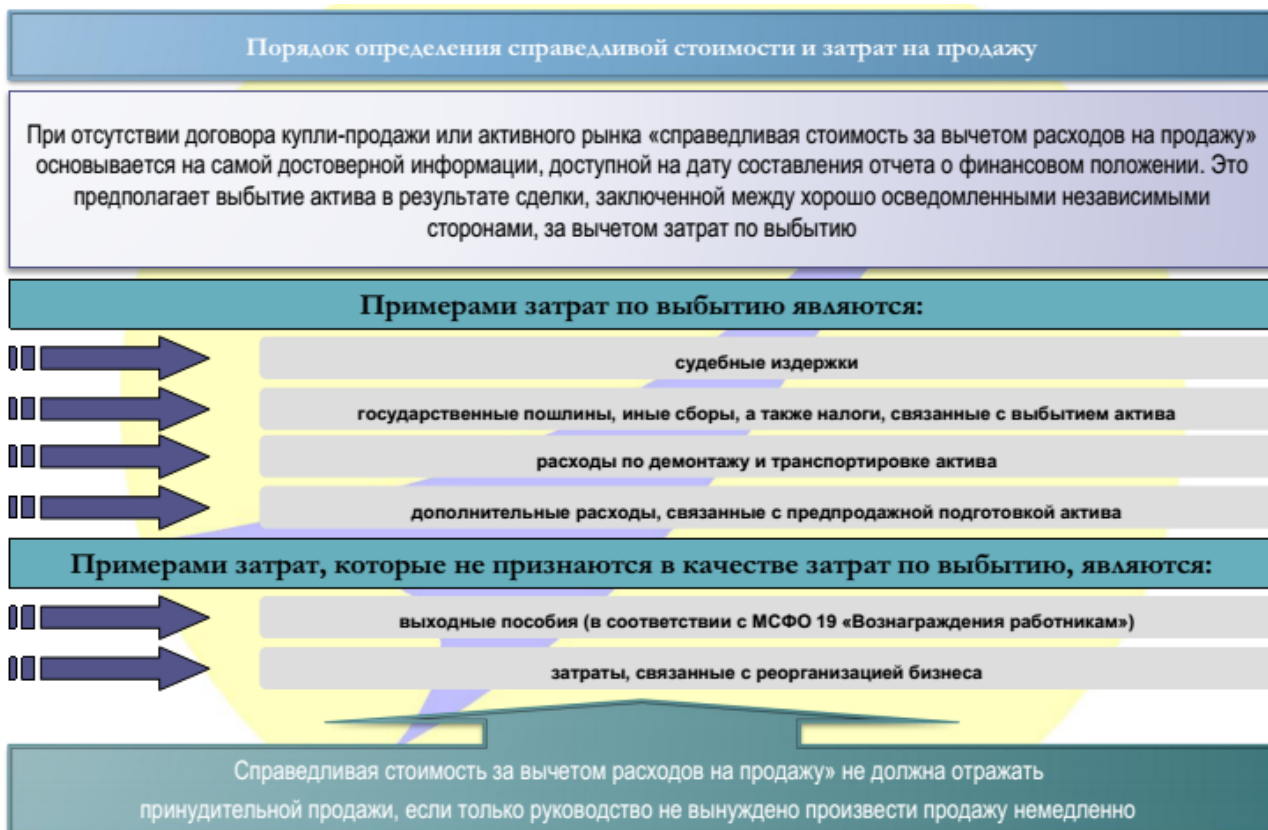 Порядок определения справедливой стоимости и затрат на продажу
При отсутствии договора купли-продажи или активного рынка «справедливая стоимость за вычетом расходов на продажу»
основывается на самой достоверной информации, доступной на дату составления отчета о финансовом положении. Это
предполагает выбытие актива в результате сделки, заключенной между хорошо осведомленными независимыми
сторонами, за вычетом затрат по выбытию
Примерами затрат по выбытию являются:
судебные издержки
государственные пошлины, иные сборы, а также налоги, связанные с выбытием актива
расходы по демонтажу и транспортировке актива
дополнительные расходы, связанные с предпродажной подготовкой актива
Примерами затрат, которые не признаются в качестве затрат по выбытию, являются:
выходные пособия (в соответствии с МСФО 19 «Вознаграждения работникам»)
затраты, связанные с реорганизацией бизнеса
Справедливая стоимость за вычетом расходов на продажу» не должна отражать
принудительной продажи, если только руководство не вынуждено произвести продажу немедленно